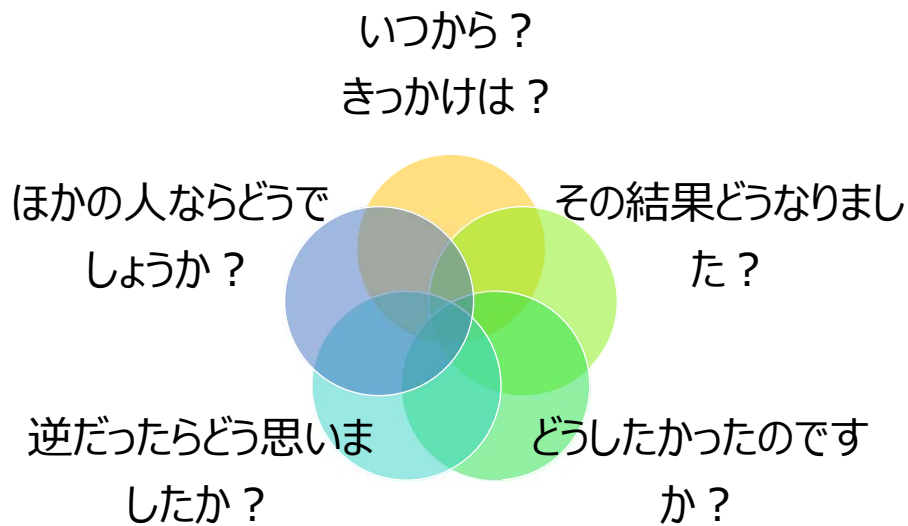 いつから？
きっかけは？
ほかの人ならどうで
しょうか？
その結果どうなりまし
た？
逆だったらどう思いま
したか？
どうしたかったのです
か？